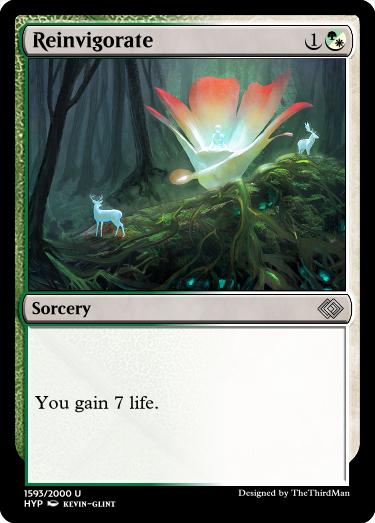 Reinvigorate 1
Sorcery
You gain 7 life.
1593/2000 U
HYP KEVIN-GLINT
Designed by TheThirdMan